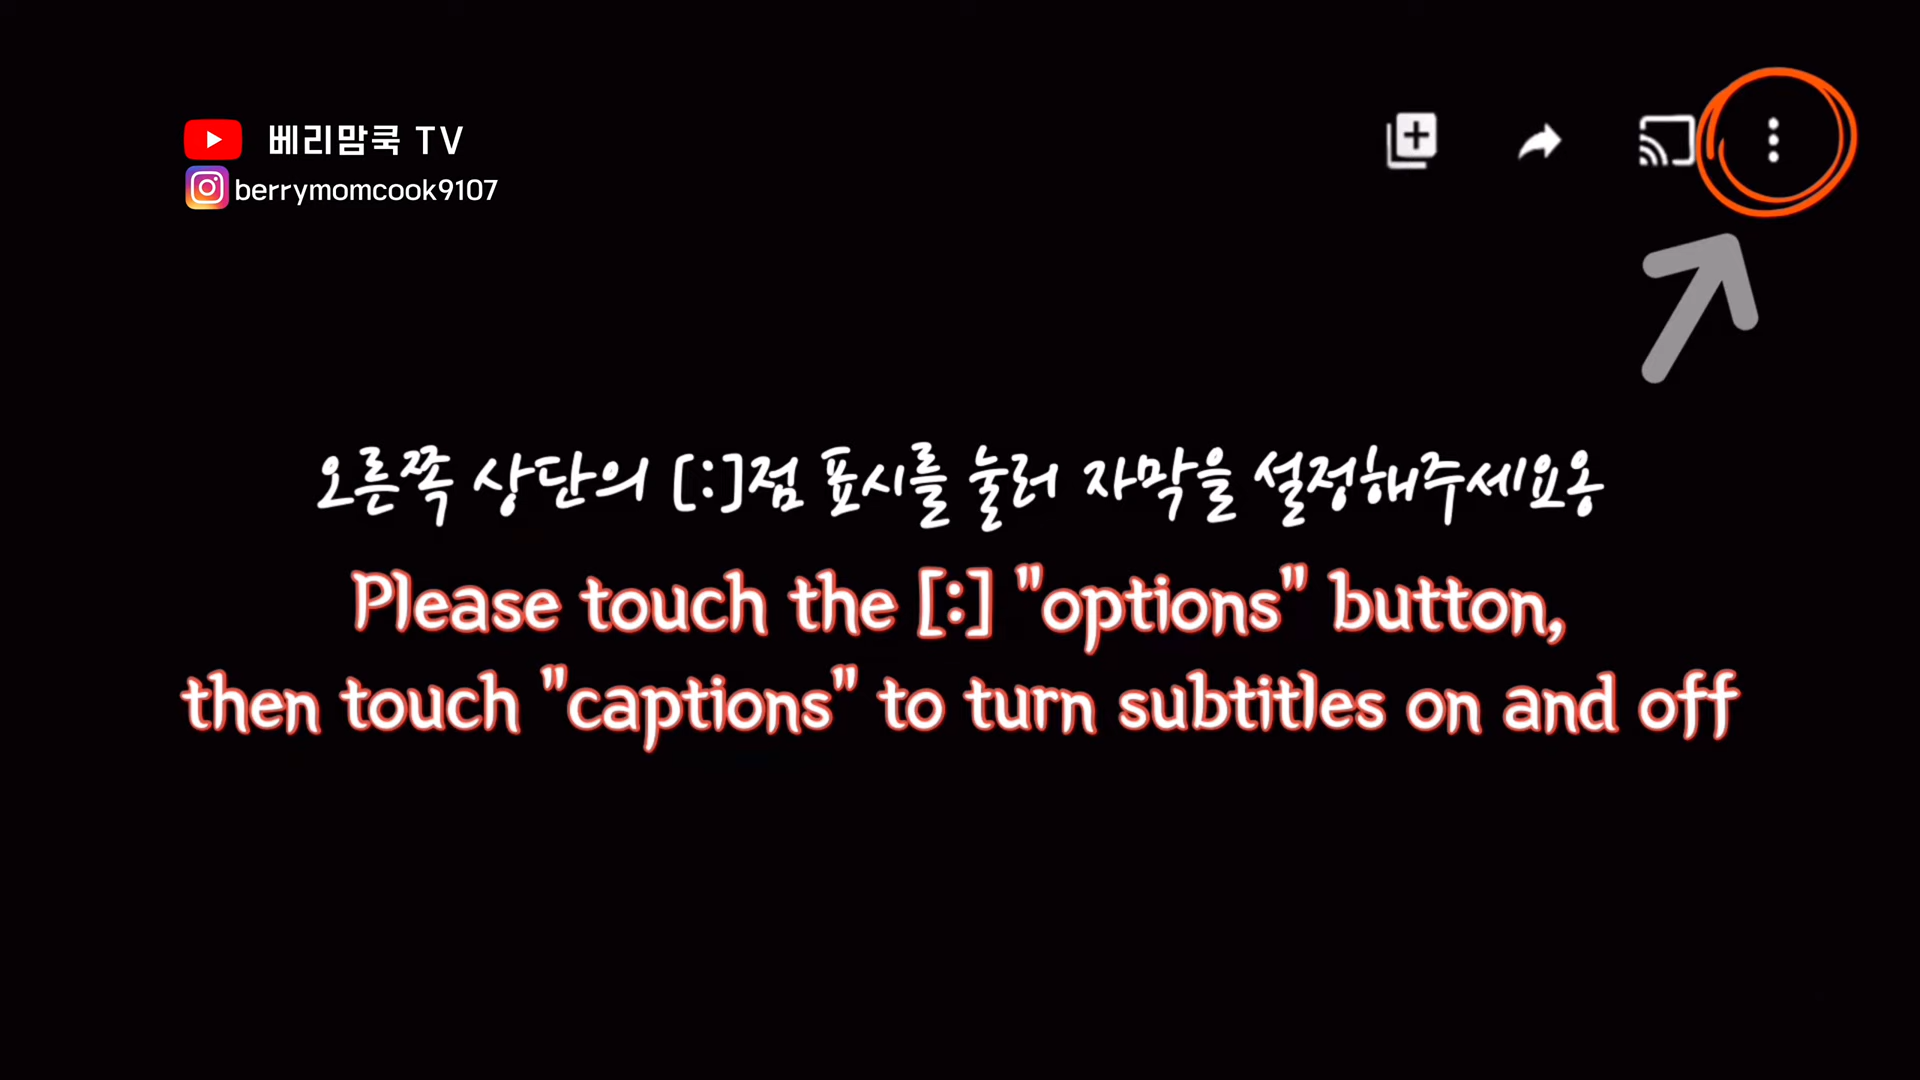 베리맘쿡 TV
berrymomcook9107
오른쪽 상단의 [:]점 표시를 눌러 자막을 설정해주세요용
Please touch the [:] "options" button,
then touch "captions" to turn subtitles on and off